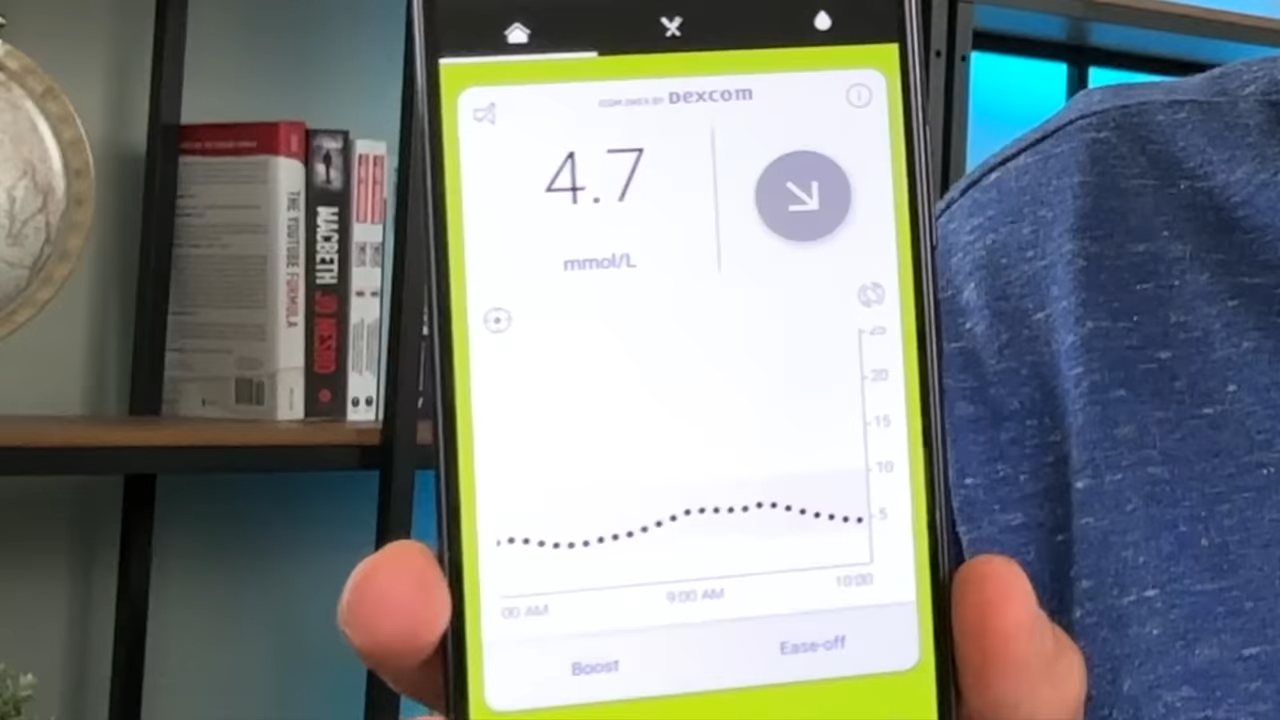 DEXCOM
4.7
mmol/L
25
20
15
10
5
00 AM
9:00 AM
10:00
Boost
Ease-off
THE YOUTUBE FORMULA
MACBETH JO NESBO